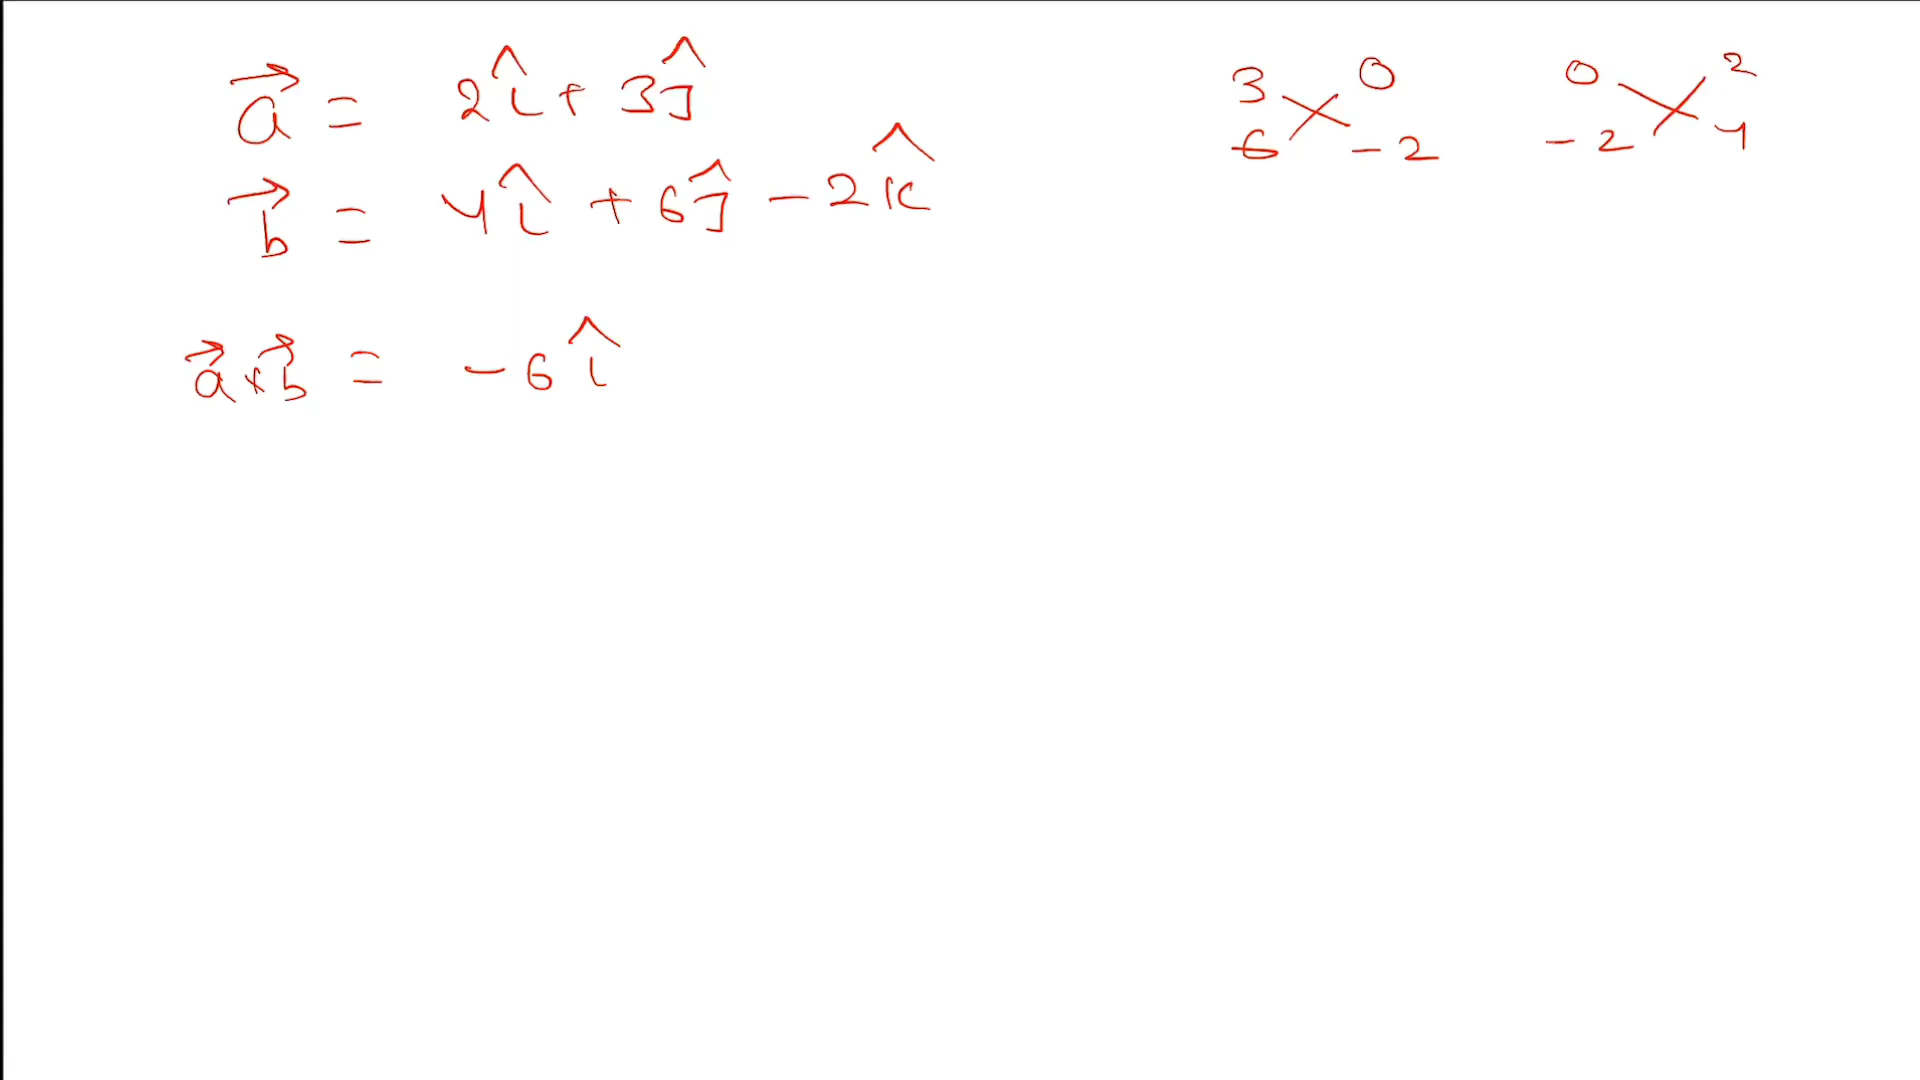 a⃗ = 2î + 3ĵ
b⃗ = 4î + 6ĵ - 2k̂
a⃗×b⃗ = -6î
3 0
6 -2
0 2
-2 4